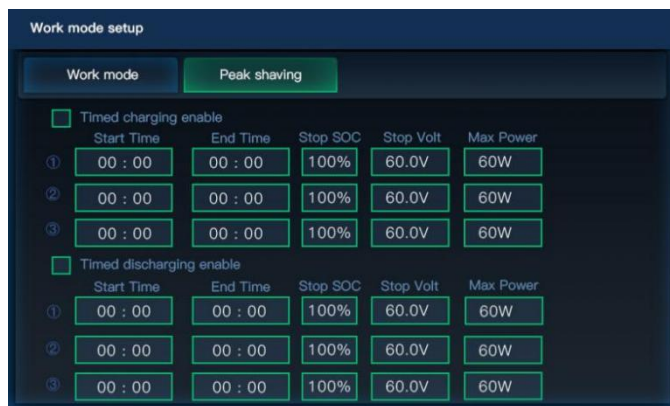 Work mode setup
Work mode Peak shaving
Timed charging enable
Start Time End Time Stop SOC Stop Volt Max Power
① 00 : 00 00 : 00 100% 60.0V 60W
② 00 : 00 00 : 00 100% 60.0V 60W
③ 00 : 00 00 : 00 100% 60.0V 60W
Timed discharging enable
Start Time End Time Stop SOC Stop Volt Max Power
① 00 : 00 00 : 00 100% 60.0V 60W
② 00 : 00 00 : 00 100% 60.0V 60W
③ 00 : 00 00 : 00 100% 60.0V 60W